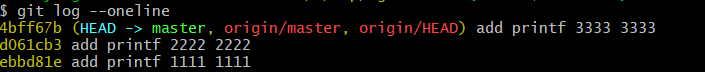 $ git log --oneline
4bff67b (HEAD -> master, origin/master, origin/HEAD) add printf 3333 3333
d061cb3 add printf 2222 2222
ebbd81e add printf 1111 1111